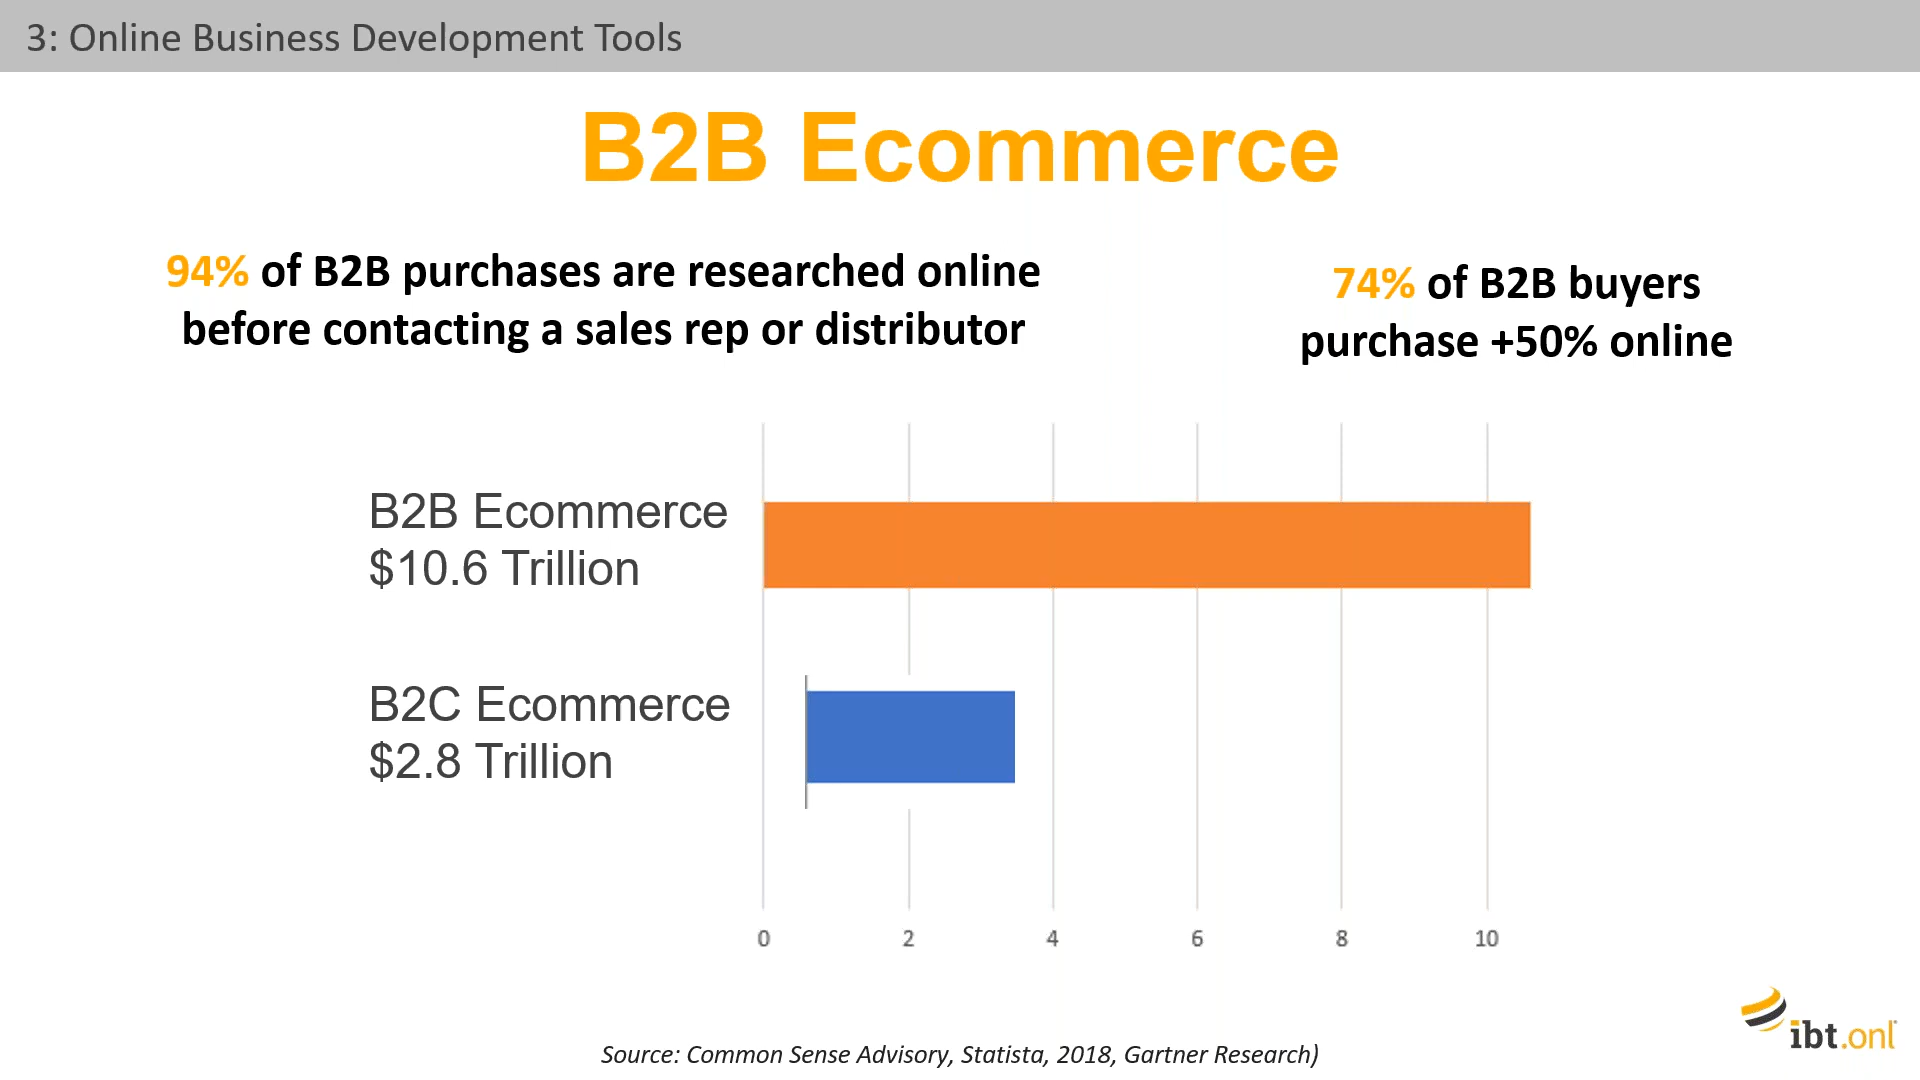 3: Online Business Development Tools
B2B Ecommerce
94% of B2B purchases are researched online
before contacting a sales rep or distributor
74% of B2B buyers
purchase +50% online
B2B Ecommerce
$10.6 Trillion
B2C Ecommerce
$2.8 Trillion
0 2 4 6 8 10
ibt.onl
Source: Common Sense Advisory, Statista, 2018, Gartner Research)